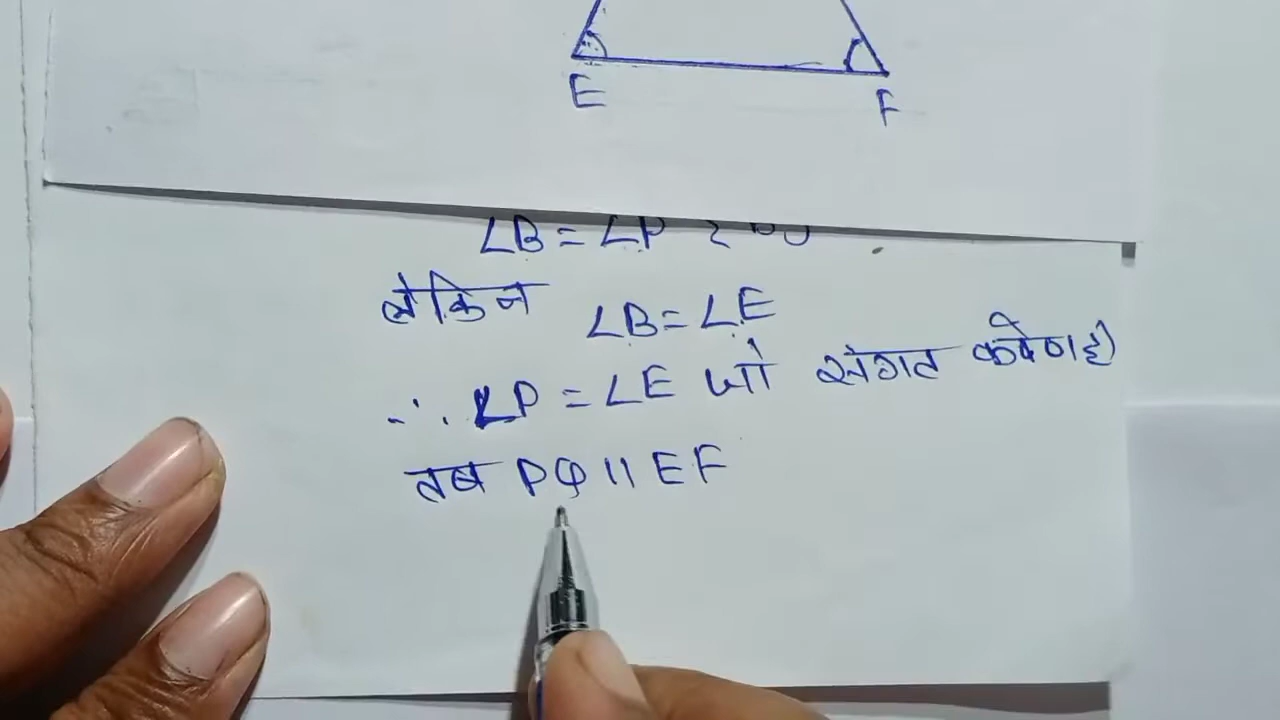 E F
∠B = ∠P
लेकिन ∠B = ∠E
∴ ∠P = ∠E जो संगत कोण है
तब PQ || EF